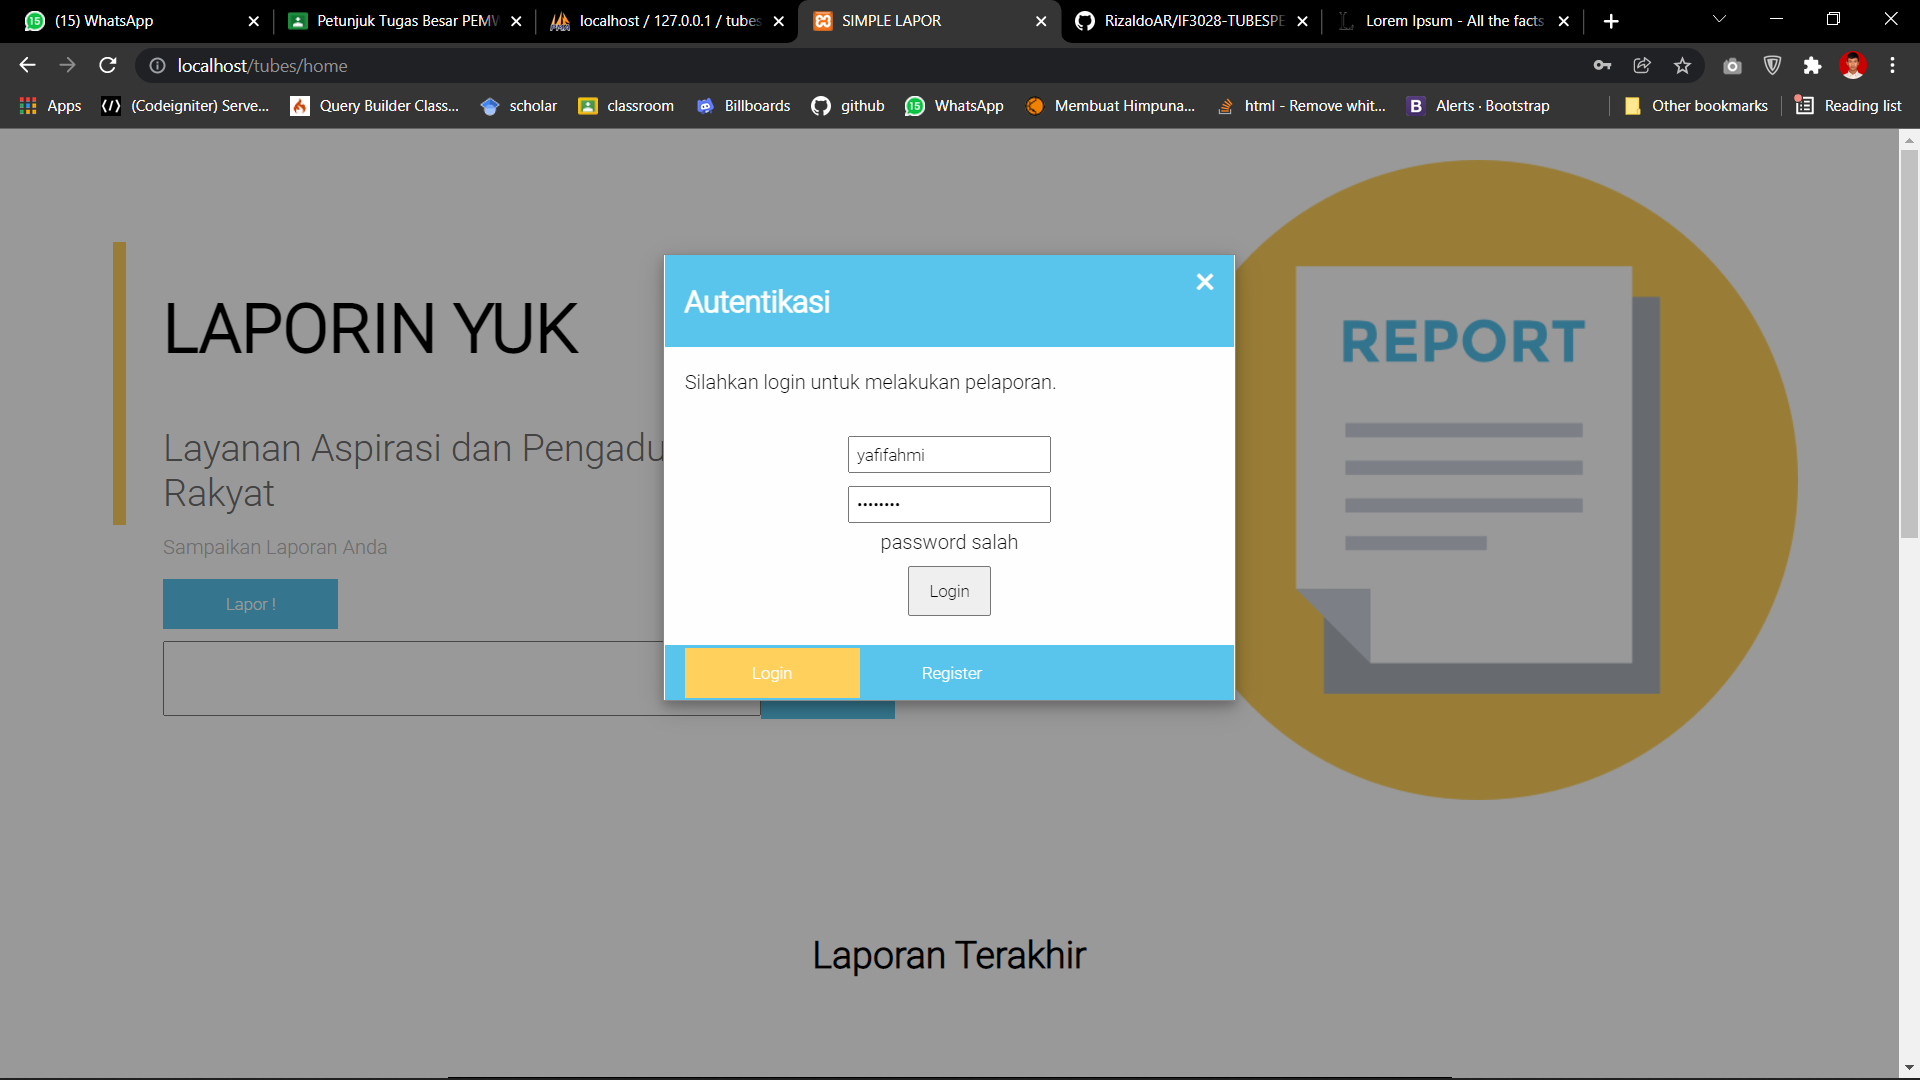 (15) WhatsApp
Petunjuk Tugas Besar PEMW
localhost / 127.0.0.1 / tubes
SIMPLE LAPOR
RizaldoAR/IF3028-TUBESPE
Lorem Ipsum - All the facts
localhost/tubes/home
Apps
(Codeigniter) Serve...
Query Builder Class...
scholar
classroom
Billboards
github
WhatsApp
Membuat Himpuna...
html - Remove whit...
Alerts · Bootstrap
Other bookmarks
Reading list
LAPORIN YUK
Layanan Aspirasi dan Pengadu
Rakyat
Sampaikan Laporan Anda
Lapor !
Autentikasi
Silahkan login untuk melakukan pelaporan.
yafifahmi
••••••••
password salah
Login
Login
Register
REPORT
Laporan Terakhir